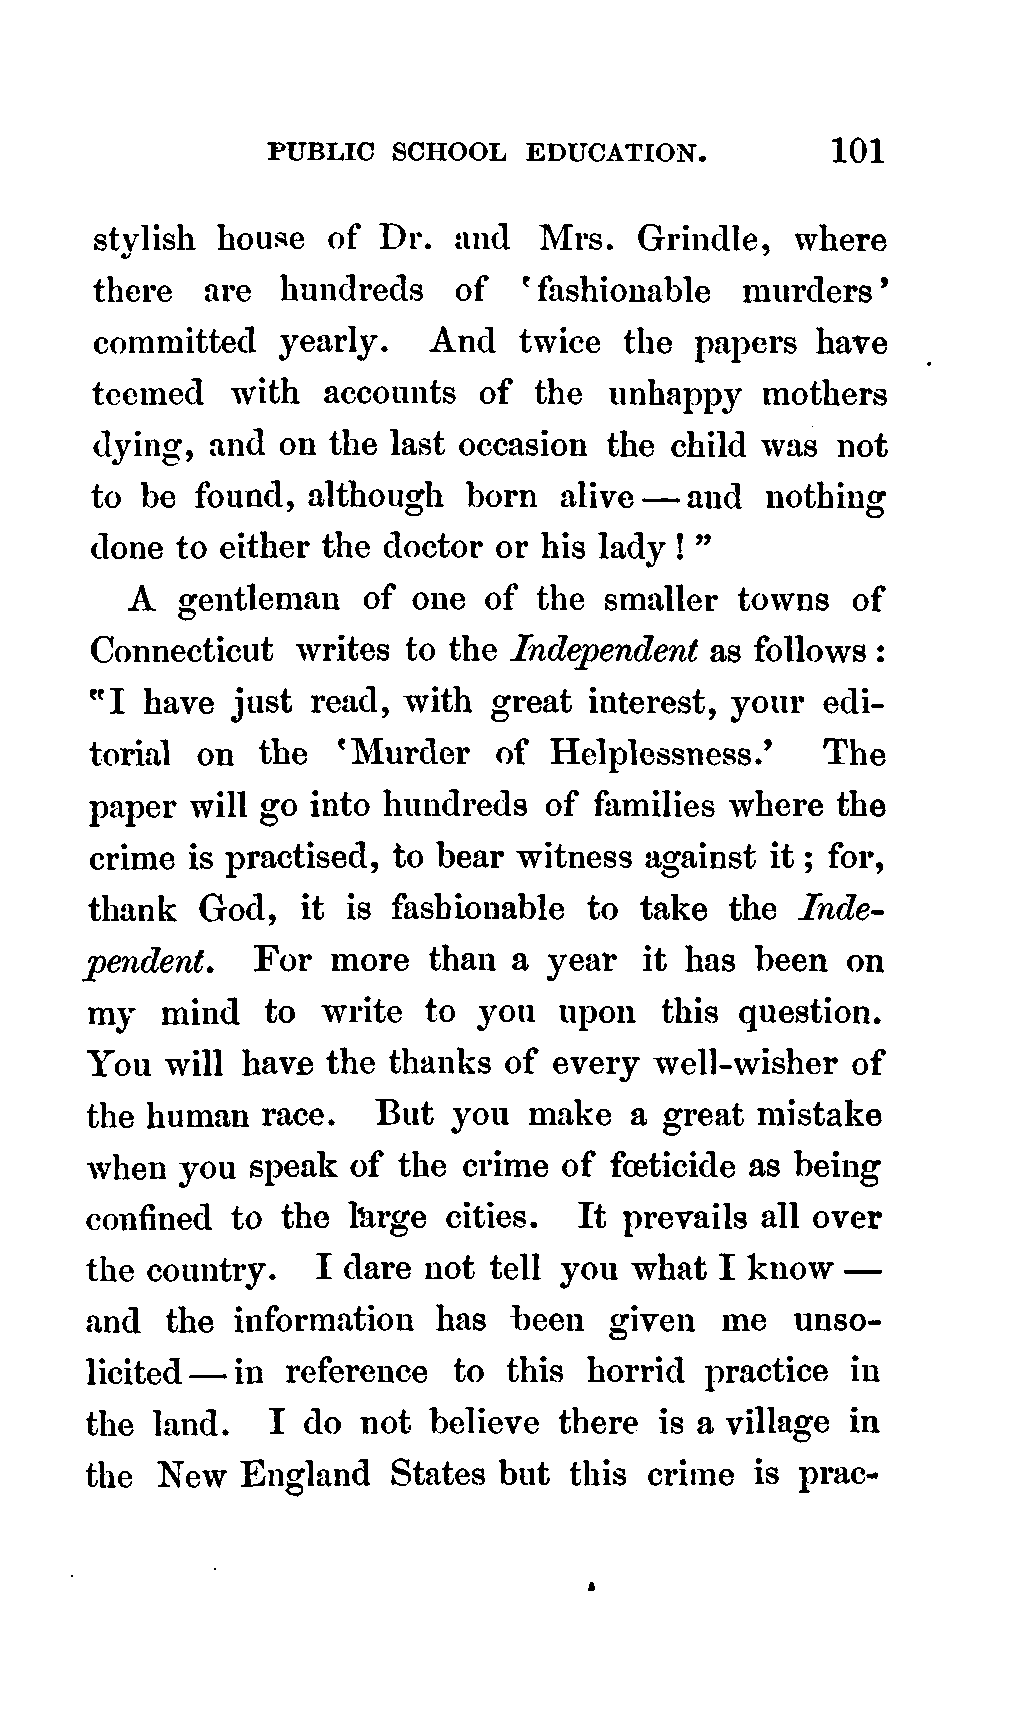 PUBLIC SCHOOL EDUCATION. 101
stylish house of Dr. and Mrs. Grindle, where
there are hundreds of ‘fashionable murders’
committed yearly. And twice the papers have
teemed with accounts of the unhappy mothers
dying, and on the last occasion the child was not
to be found, although born alive — and nothing
done to either the doctor or his lady ! ”
A gentleman of one of the smaller towns of
Connecticut writes to the Independent as follows :
“I have just read, with great interest, your edi-
torial on the ‘Murder of Helplessness.’ The
paper will go into hundreds of families where the
crime is practised, to bear witness against it ; for,
thank God, it is fashionable to take the Inde-
pendent. For more than a year it has been on
my mind to write to you upon this question.
You will have the thanks of every well-wisher of
the human race. But you make a great mistake
when you speak of the crime of fœticide as being
confined to the large cities. It prevails all over
the country. I dare not tell you what I know —
and the information has been given me unso-
licited — in reference to this horrid practice in
the land. I do not believe there is a village in
the New England States but this crime is prac-